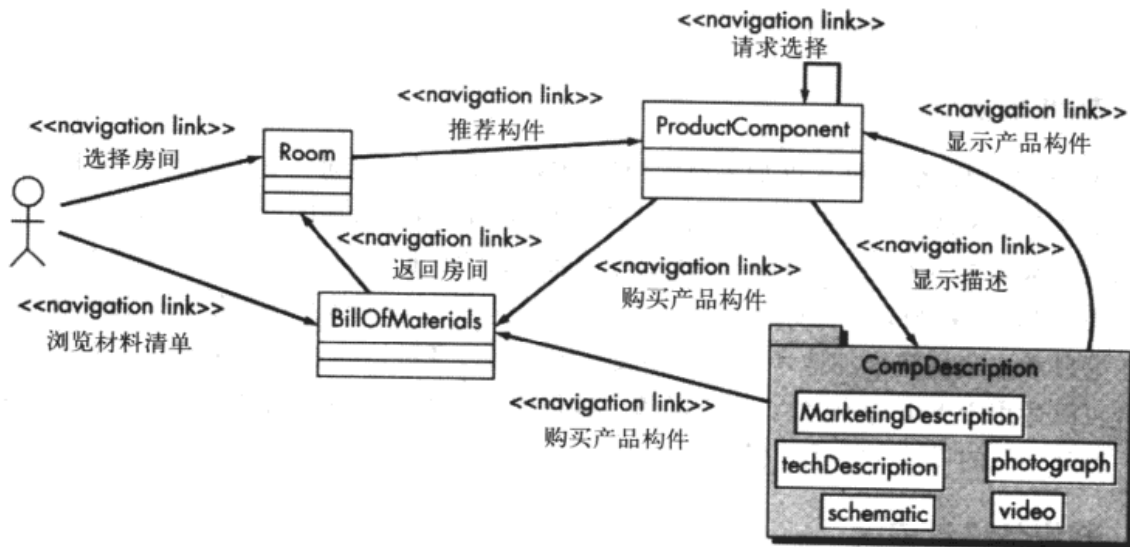 <<navigation link>>
请求选择
<<navigation link>>
推荐构件
<<navigation link>>
选择房间
Room
ProductComponent
<<navigation link>>
显示产品构件
<<navigation link>>
返回房间
<<navigation link>>
购买产品构件
<<navigation link>>
显示描述
<<navigation link>>
浏览材料清单
BillOfMaterials
<<navigation link>>
购买产品构件
CompDescription
MarketingDescription
techDescription
photograph
schematic
video